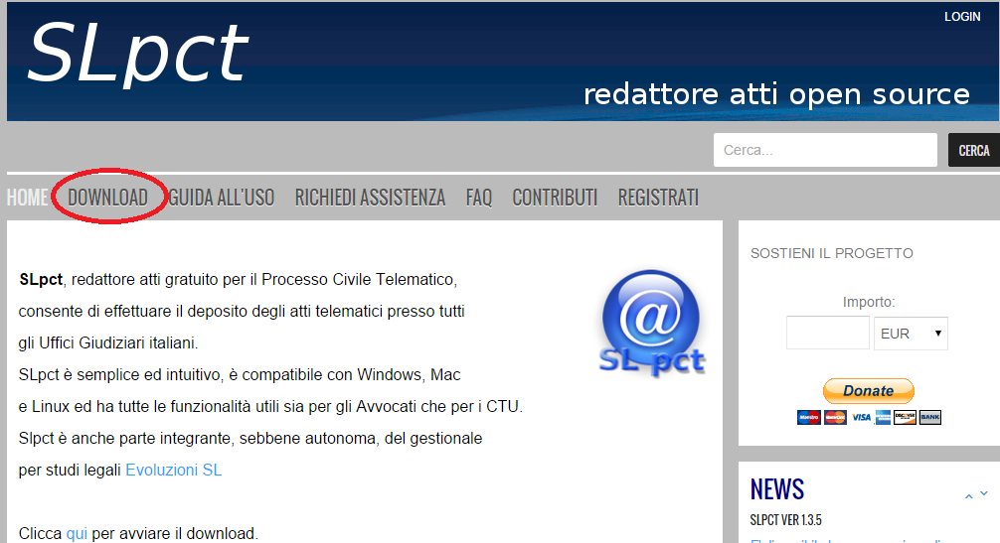 LOGIN
SLpct
redattore atti open source
Cerca...
CERCA
HOME DOWNLOAD GUIDA ALL'USO RICHIEDI ASSISTENZA FAQ CONTRIBUTI REGISTRATI
SLpct, redattore atti gratuito per il Processo Civile Telematico,
consente di effettuare il deposito degli atti telematici presso tutti
gli Uffici Giudiziari italiani.
SLpct è semplice ed intuitivo, è compatibile con Windows, Mac
e Linux ed ha tutte le funzionalità utili sia per gli Avvocati che per i CTU.
Slpct è anche parte integrante, sebbene autonoma, del gestionale
per studi legali Evoluzioni SL
Clicca qui per avviare il download.
@
SL pct
SOSTIENI IL PROGETTO
Importo:
EUR
Donate
Maestro MasterCard VISA DISCOVER BANK
NEWS
SLPCT VER 1.3.5